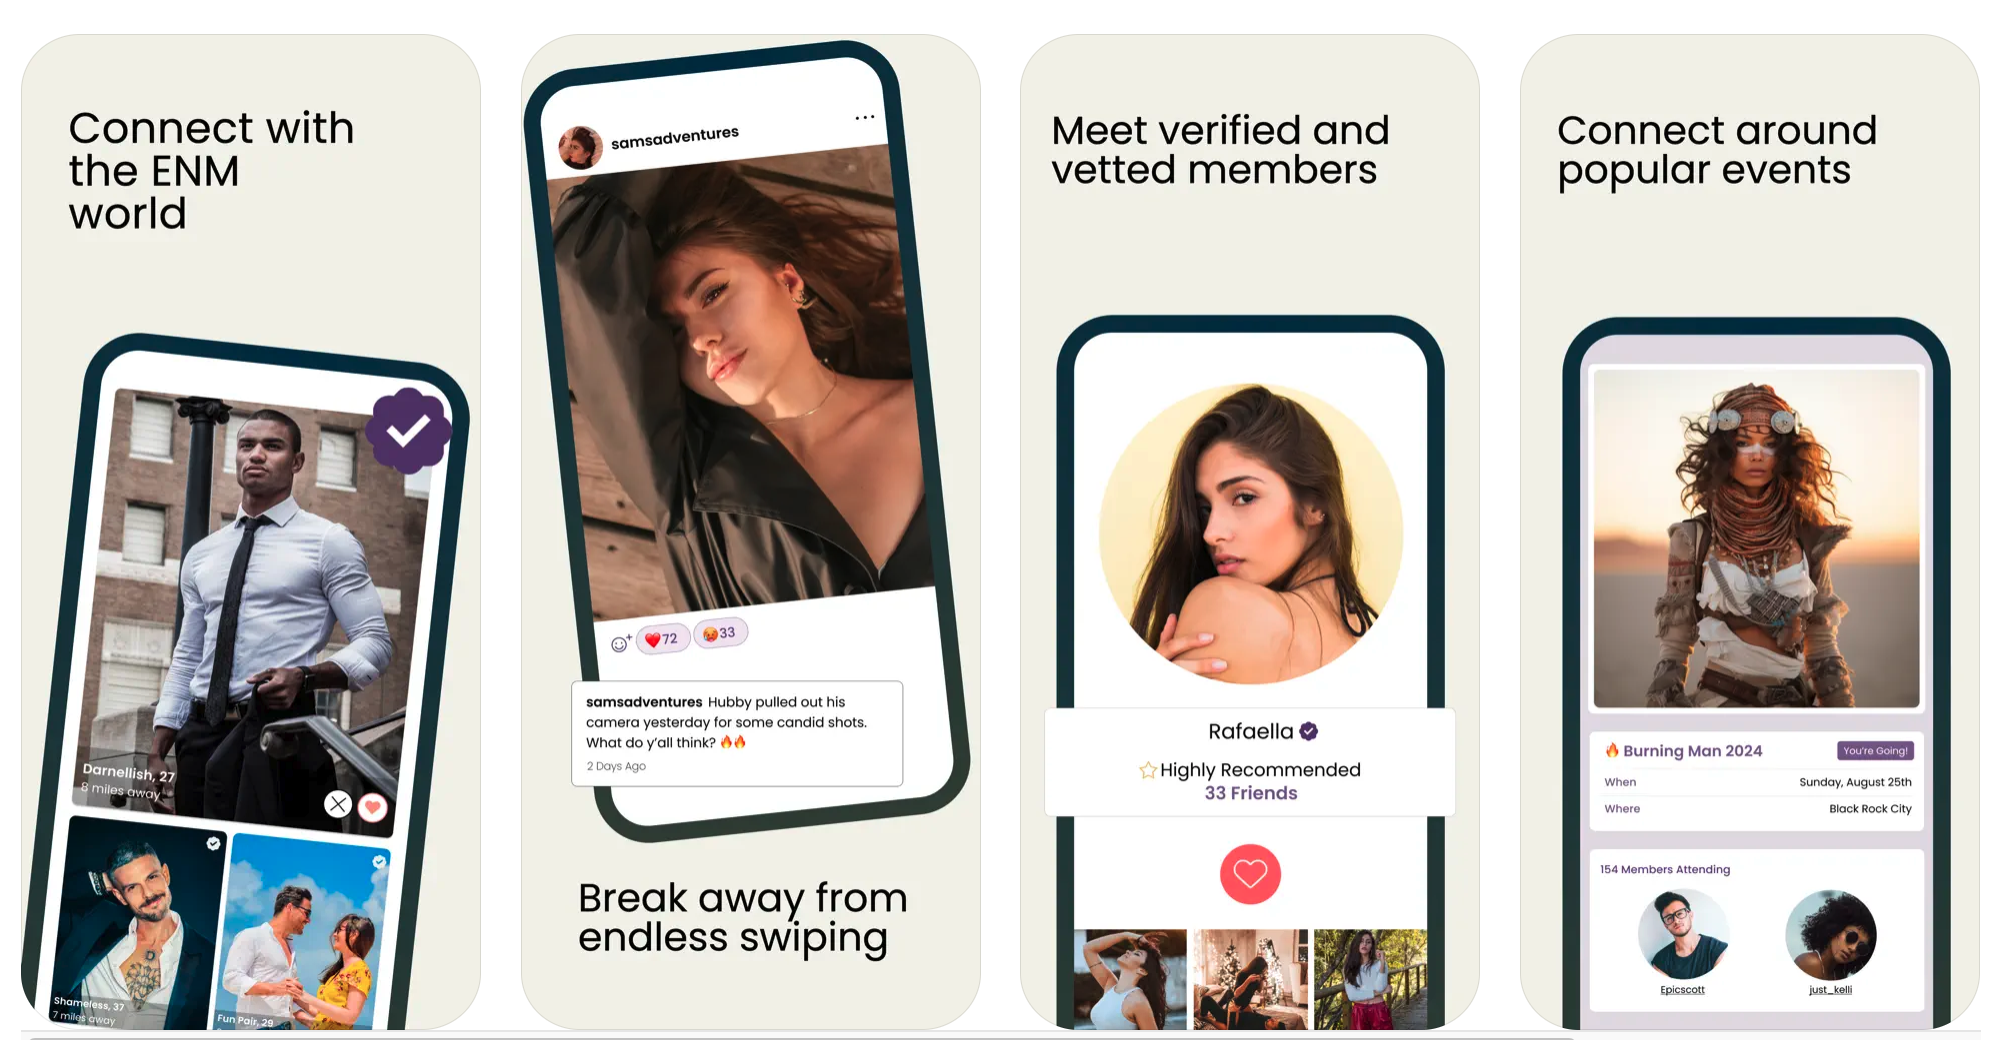 Connect with
the ENM
world
Darnellish, 27
8 miles away
Shameless, 37
7 miles away
Fun Pair, 29
samsadventures
❤️72
🥵33
samsadventures Hubby pulled out his
camera yesterday for some candid shots.
What do y'all think? 🔥🔥
2 Days Ago
Break away from
endless swiping
Meet verified and
vetted members
Rafaella
Highly Recommended
33 Friends
Connect around
popular events
🔥 Burning Man 2024
You're Going!
When
Sunday, August 25th
Where
Black Rock City
154 Members Attending
Epicscott
just_kelli